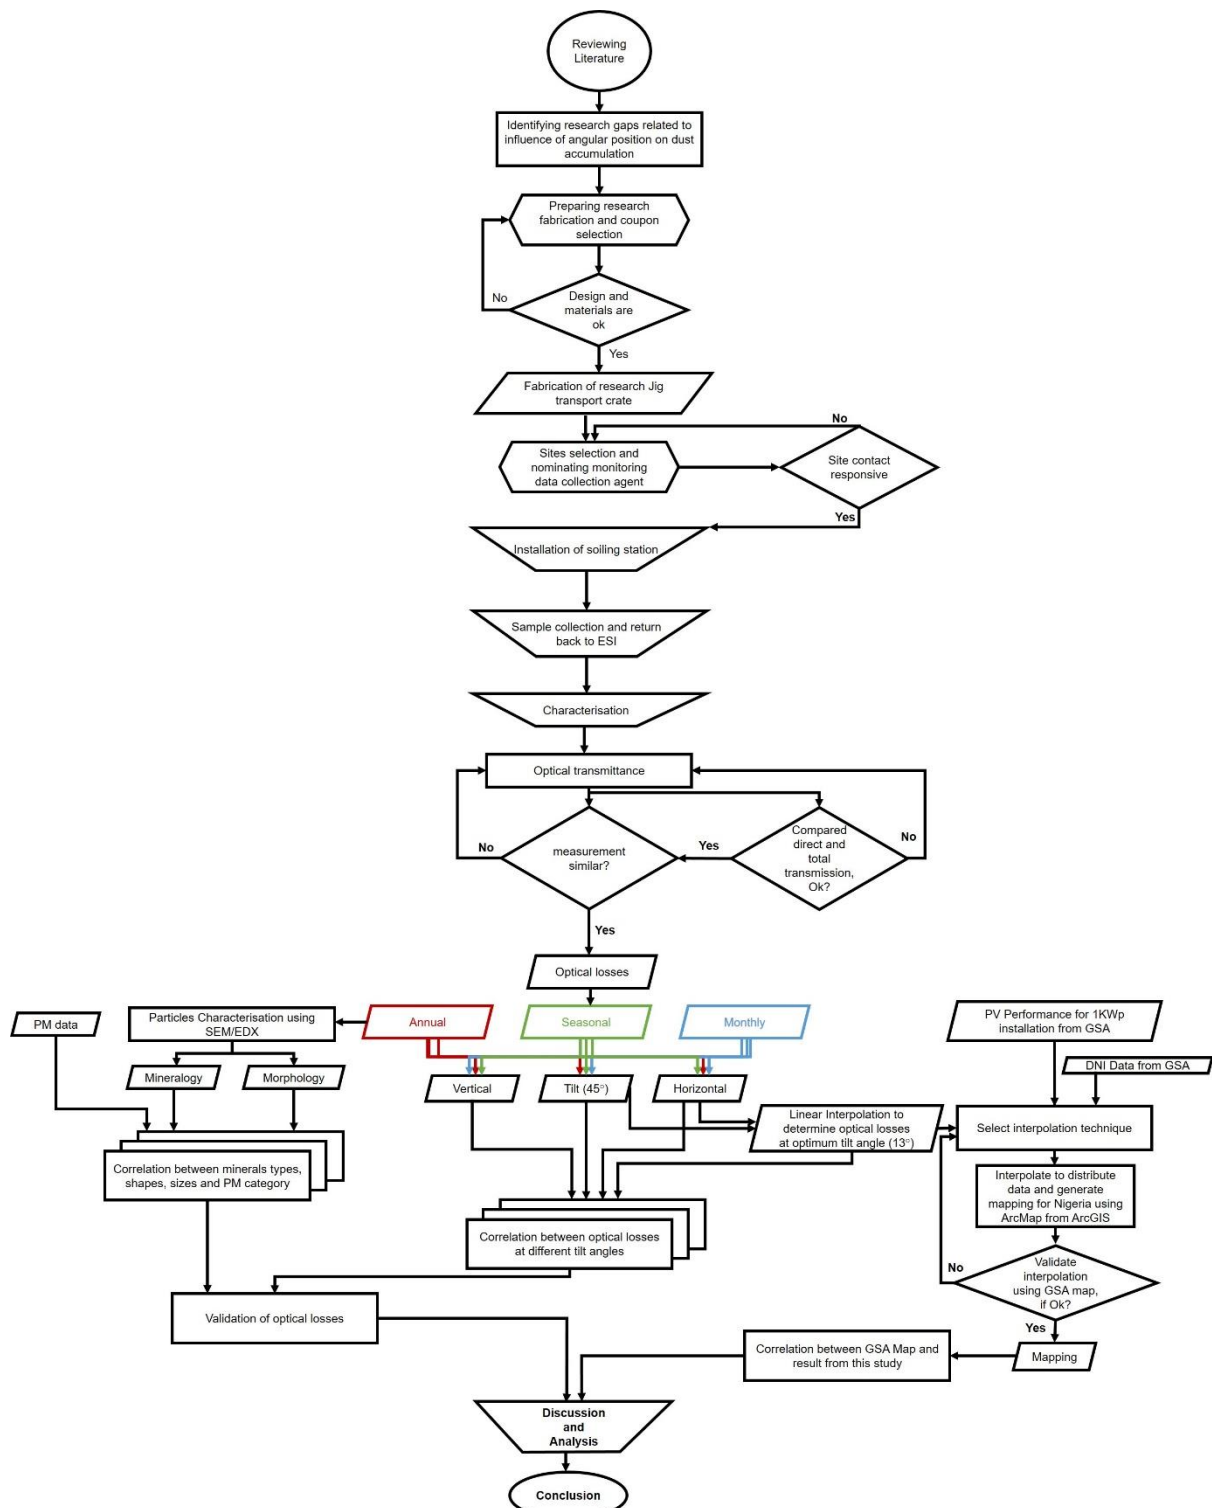 Reviewing
Literature
Identifying research gaps related to
influence of angular position on dust
accumulation
Preparing research
fabrication and coupon
selection
No
Design and
materials are
ok
Yes
Fabrication of research Jig
transport crate
No
Sites selection and
nominating monitoring
data collection agent
Site contact
responsive
Yes
Installation of soiling station
Sample collection and return
back to ESI
Characterisation
Optical transmittance
No
measurement
similar?
Yes
Compared
direct and
total
transmission,
Ok?
No
Yes
Optical losses
PM data
Particles Characterisation using
SEM/EDX
Annual
Seasonal
Monthly
PV Performance for 1KWp
installation from GSA
DNI Data from GSA
Mineralogy
Morphology
Vertical
Tilt (45°)
Horizontal
Linear Interpolation to
determine optical losses
at optimum tilt angle (13°)
Select interpolation technique
Correlation between minerals types,
shapes, sizes and PM category
Interpolate to distribute
data and generate
mapping for Nigeria using
ArcMap from ArcGIS
Correlation between optical losses
at different tilt angles
No
Validate
interpolation
using GSA map,
if Ok?
Yes
Validation of optical losses
Correlation between GSA Map and
result from this study
Mapping
Discussion
and
Analysis
Conclusion